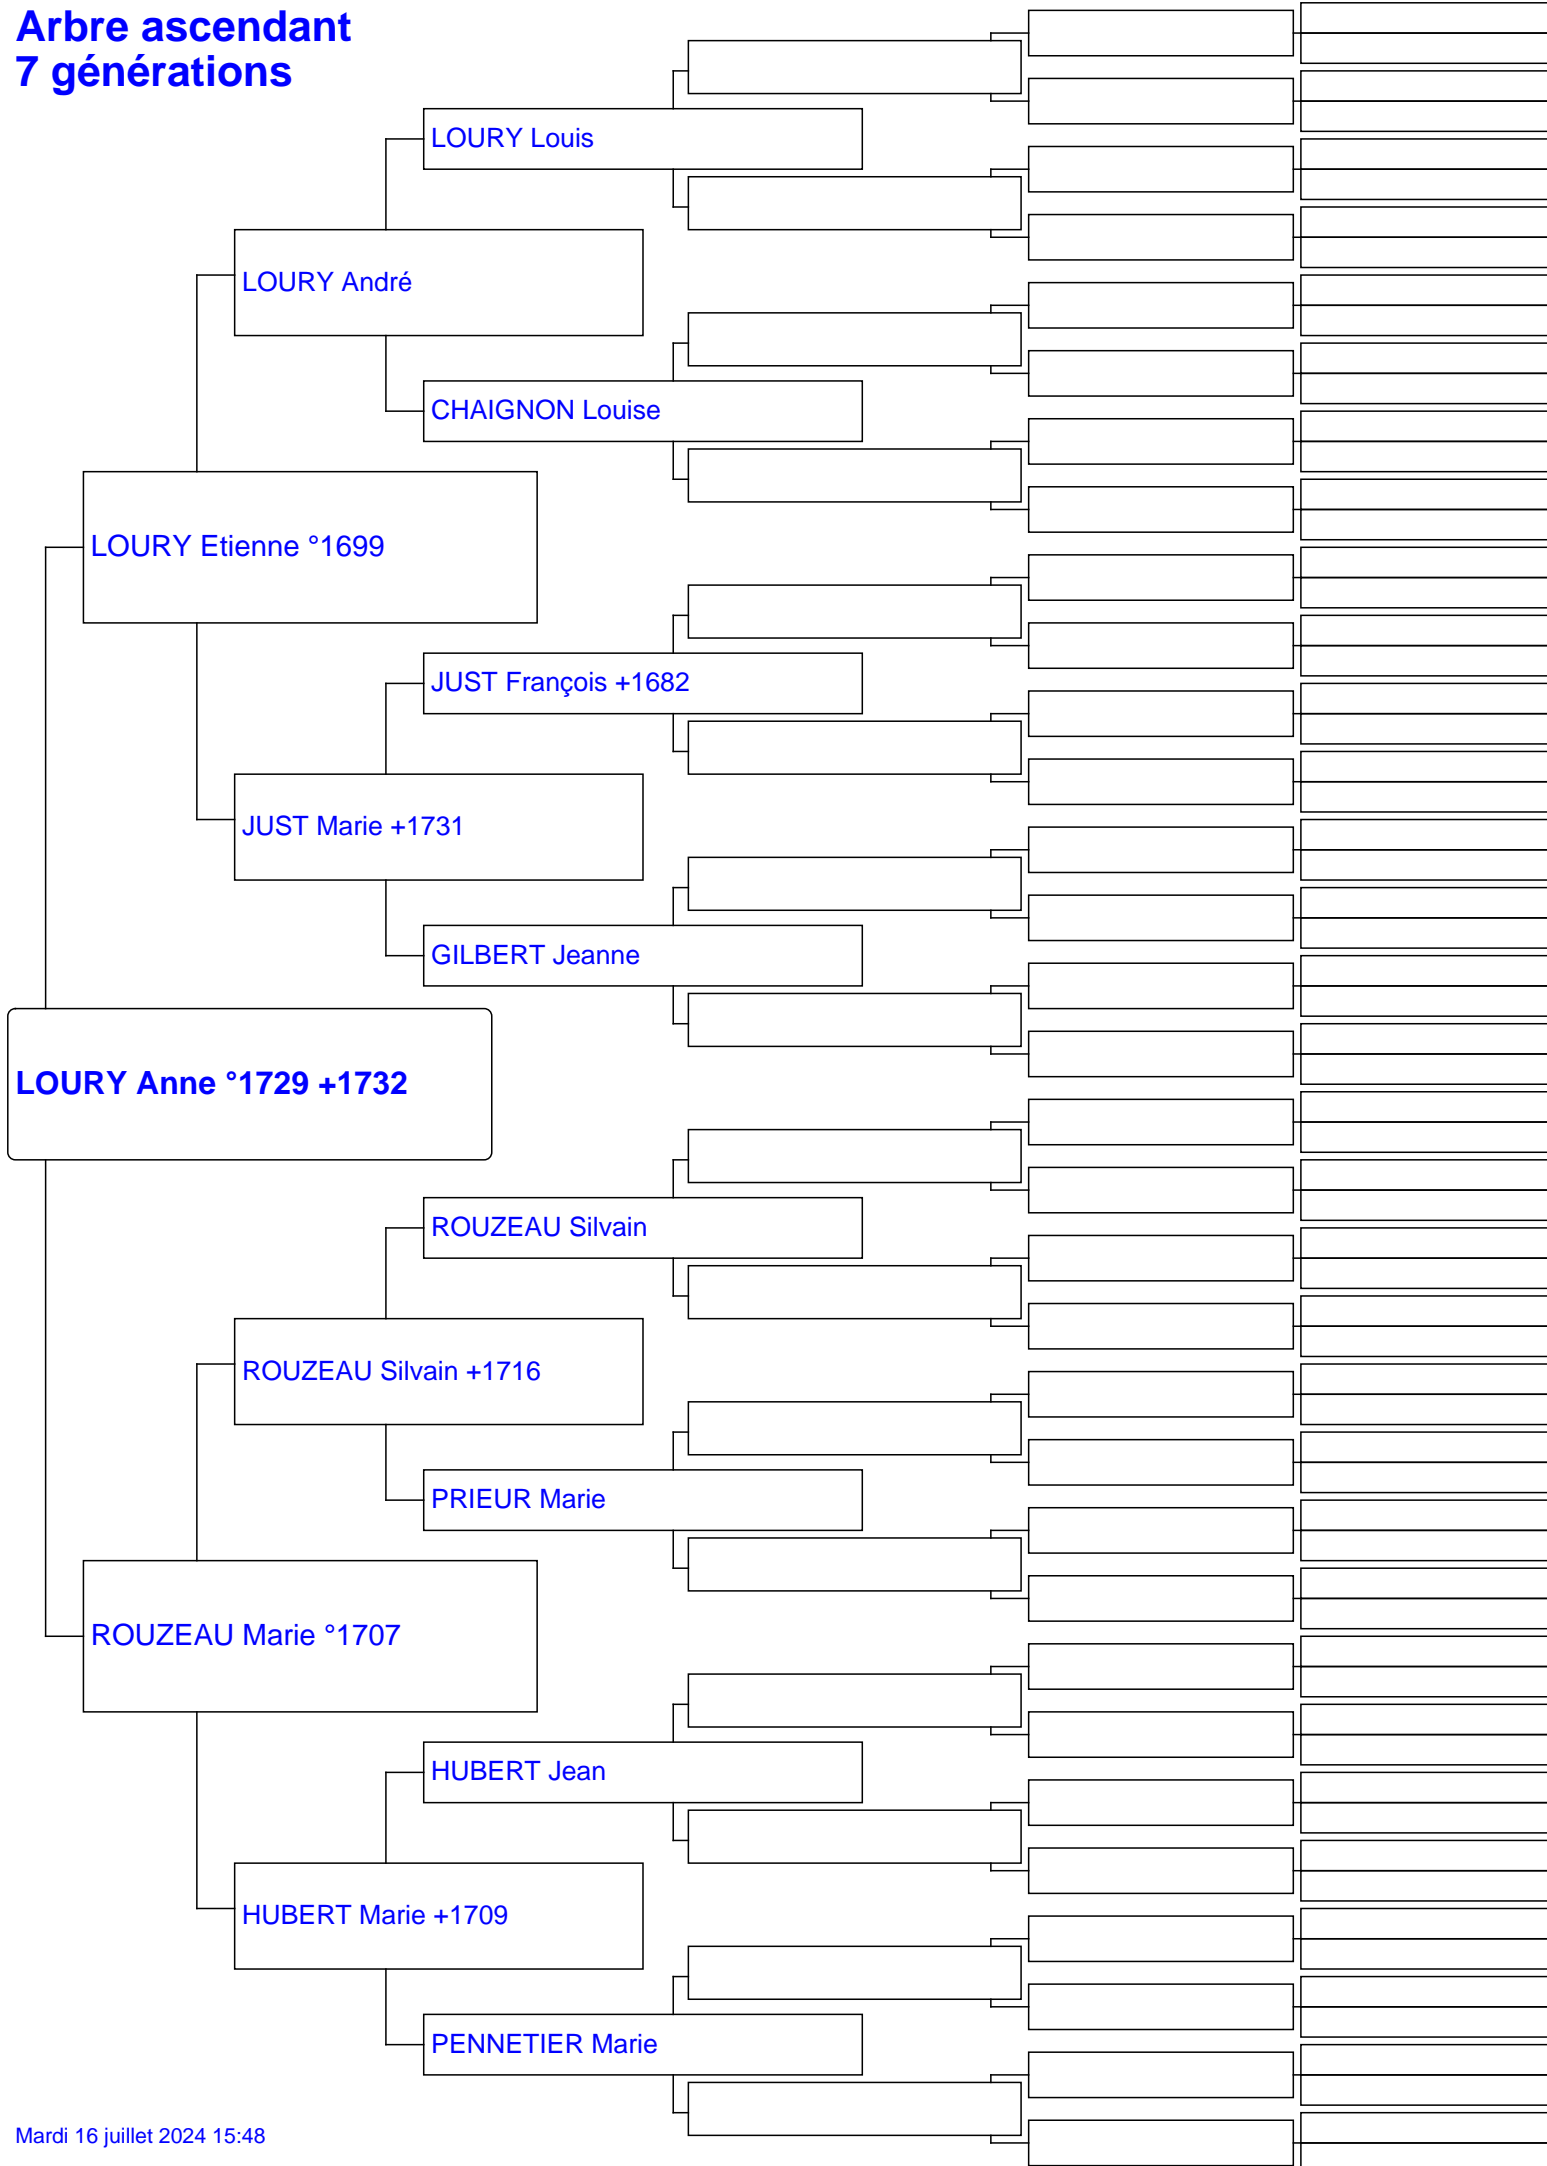 Arbre ascendant
7 générations
LOURY Louis
LOURY André
CHAIGNON Louise
LOURY Etienne °1699
JUST François +1682
JUST Marie +1731
GILBERT Jeanne
LOURY Anne °1729 +1732
ROUZEAU Silvain
ROUZEAU Silvain +1716
PRIEUR Marie
ROUZEAU Marie °1707
HUBERT Jean
HUBERT Marie +1709
PENNETIER Marie
Mardi 16 juillet 2024 15:48